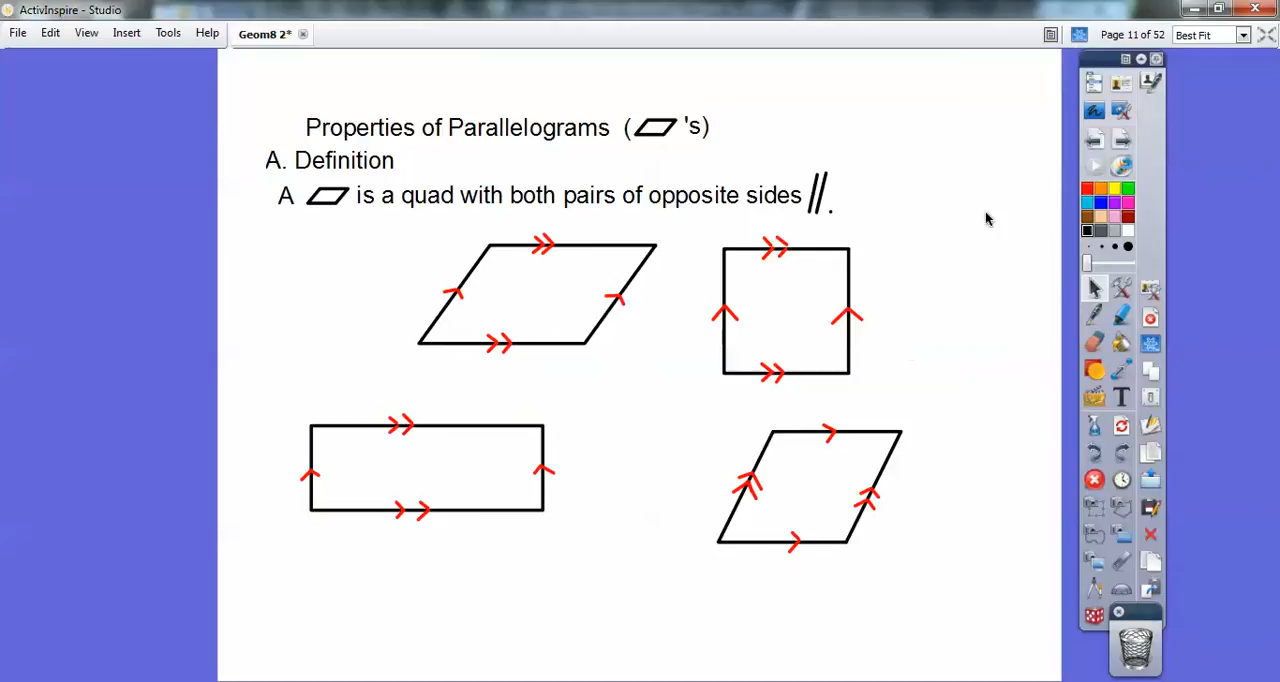 ActivInspire - Studio
File Edit View Insert Tools Help Geom8 2* Page 11 of 52 Best Fit
Properties of Parallelograms ( 's)
A. Definition
A is a quad with both pairs of opposite sides ∥.
T